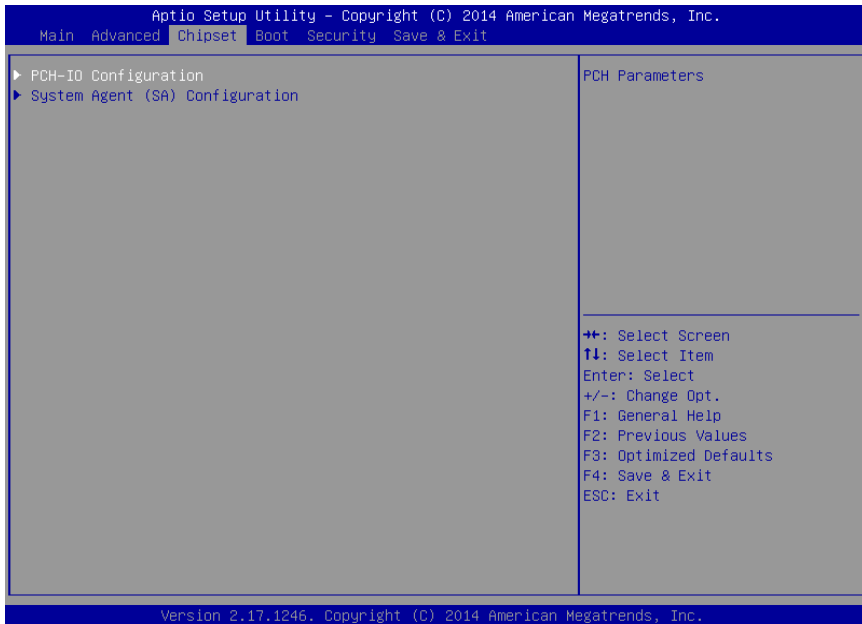 Aptio Setup Utility – Copyright (C) 2014 American Megatrends, Inc.
Main Advanced Chipset Boot Security Save & Exit
▶ PCH-IO Configuration
▶ System Agent (SA) Configuration
PCH Parameters
→←: Select Screen
↑↓: Select Item
Enter: Select
+/-: Change Opt.
F1: General Help
F2: Previous Values
F3: Optimized Defaults
F4: Save & Exit
ESC: Exit
Version 2.17.1246. Copyright (C) 2014 American Megatrends, Inc.